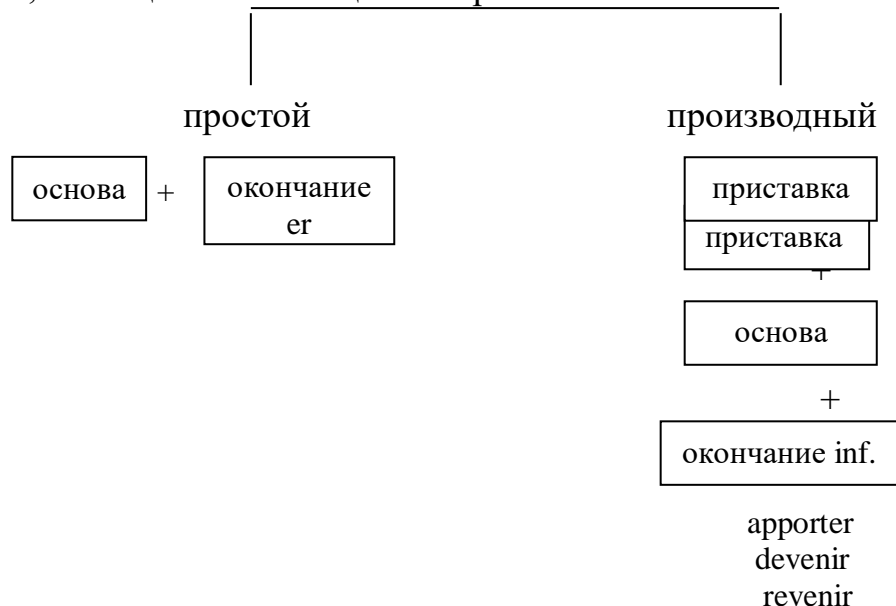 простой
основа + окончание
er
производный
приставка
приставка
+
основа
+
окончание inf.
apporter
devenir
revenir